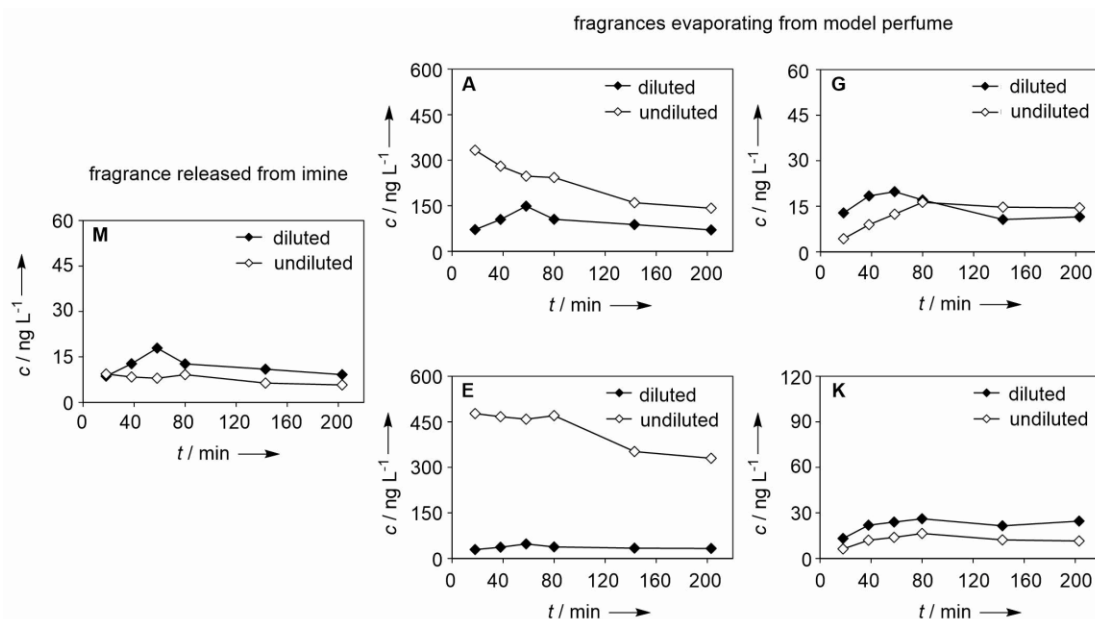 fragrances evaporating from model perfume
fragrance released from imine
M
diluted
undiluted
60
45
30
15
0
c / ng L⁻¹
0 40 80 120 160 200
t / min
A
diluted
undiluted
600
450
300
150
0
c / ng L⁻¹
0 40 80 120 160 200
t / min
G
diluted
undiluted
60
45
30
15
0
c / ng L⁻¹
0 40 80 120 160 200
t / min
E
diluted
undiluted
600
450
300
150
0
c / ng L⁻¹
0 40 80 120 160 200
t / min
K
diluted
undiluted
120
90
60
30
0
c / ng L⁻¹
0 40 80 120 160 200
t / min